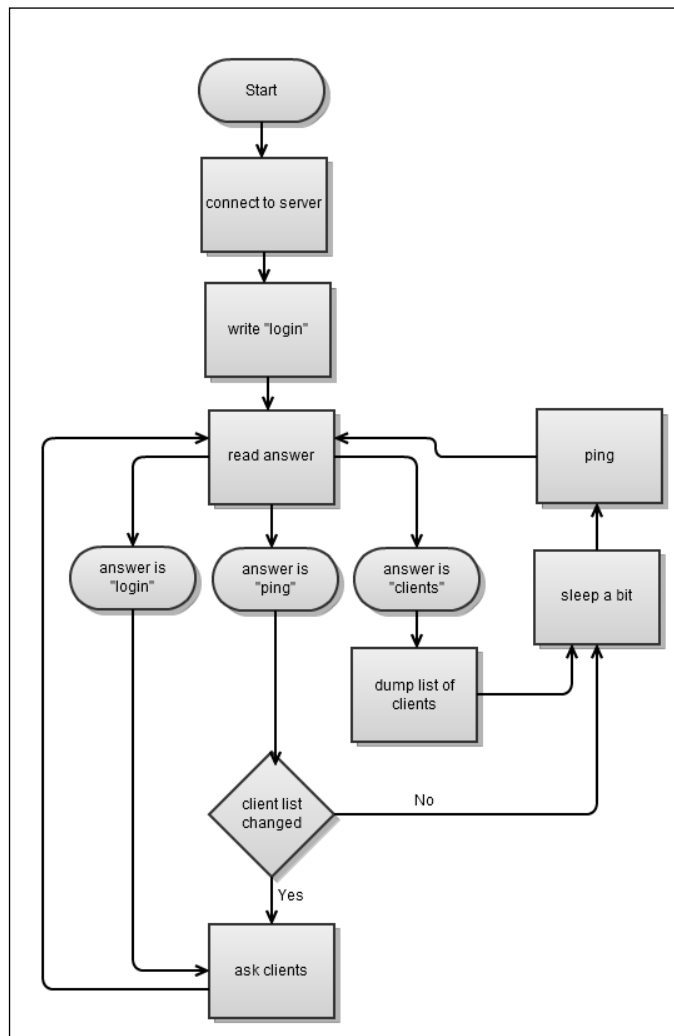 Start
connect to server
write "login"
read answer
ping
answer is
"login"
answer is
"ping"
answer is
"clients"
sleep a bit
dump list of
clients
client list
changed
No
Yes
ask clients